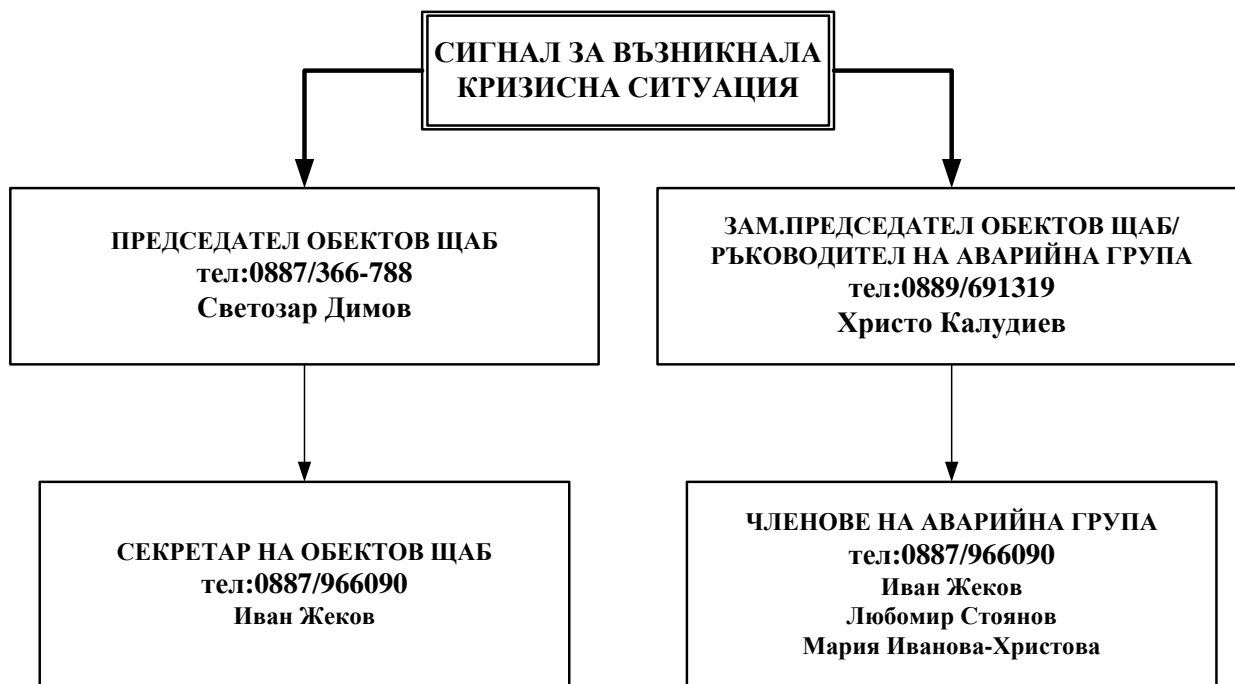 СИГНАЛ ЗА ВЪЗНИКНАЛА
КРИЗИСНА СИТУАЦИЯ
ПРЕДСЕДАТЕЛ ОБЕКТОВ ЩАБ
тел:0887/366-788
Светозар Димов
ЗАМ.ПРЕДСЕДАТЕЛ ОБЕКТОВ ЩАБ/
РЪКОВОДИТЕЛ НА АВАРИЙНА ГРУПА
тел:0889/691319
Христо Калудиев
СЕКРЕТАР НА ОБЕКТОВ ЩАБ
тел:0887/966090
Иван Жеков
ЧЛЕНОВЕ НА АВАРИЙНА ГРУПА
тел:0887/966090
Иван Жеков
Любомир Стоянов
Мария Иванова-Христова